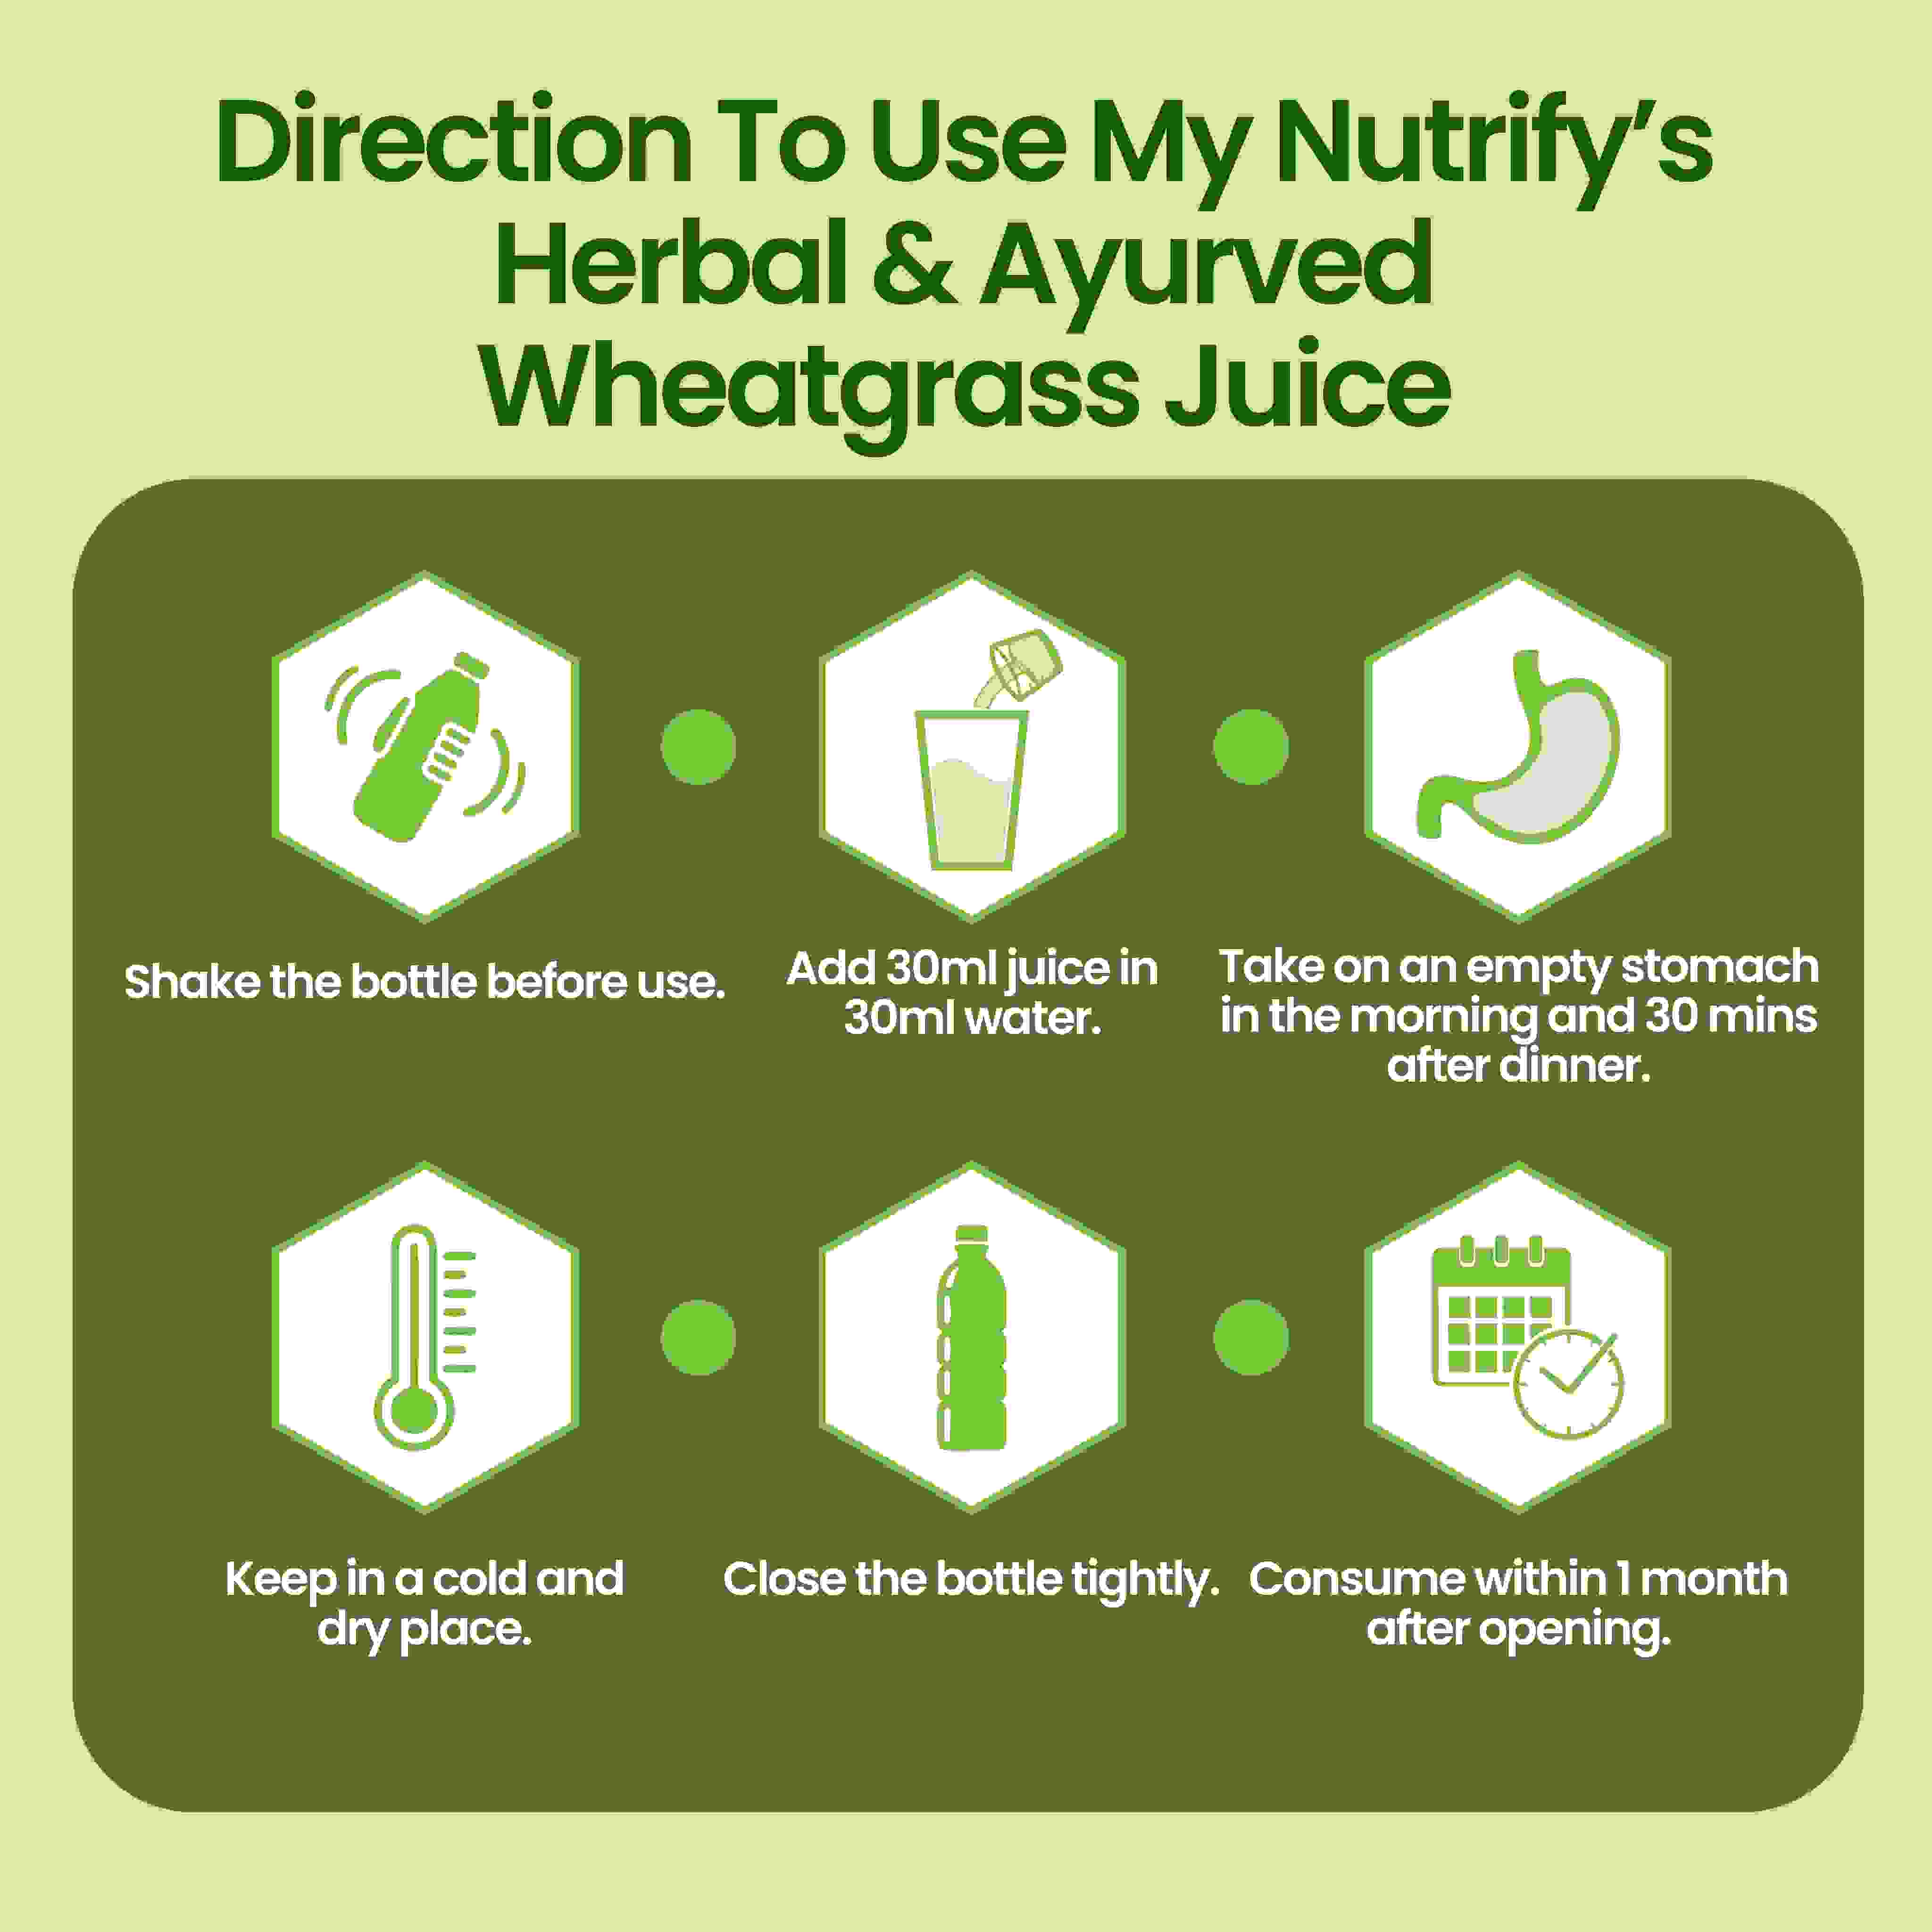 Direction To Use My Nutrify’s
Herbal & Ayurved
Wheatgrass Juice
Shake the bottle before use.
Add 30ml juice in
30ml water.
Take on an empty stomach
in the morning and 30 mins
after dinner.
Keep in a cold and
dry place.
Close the bottle tightly.
Consume within 1 month
after opening.